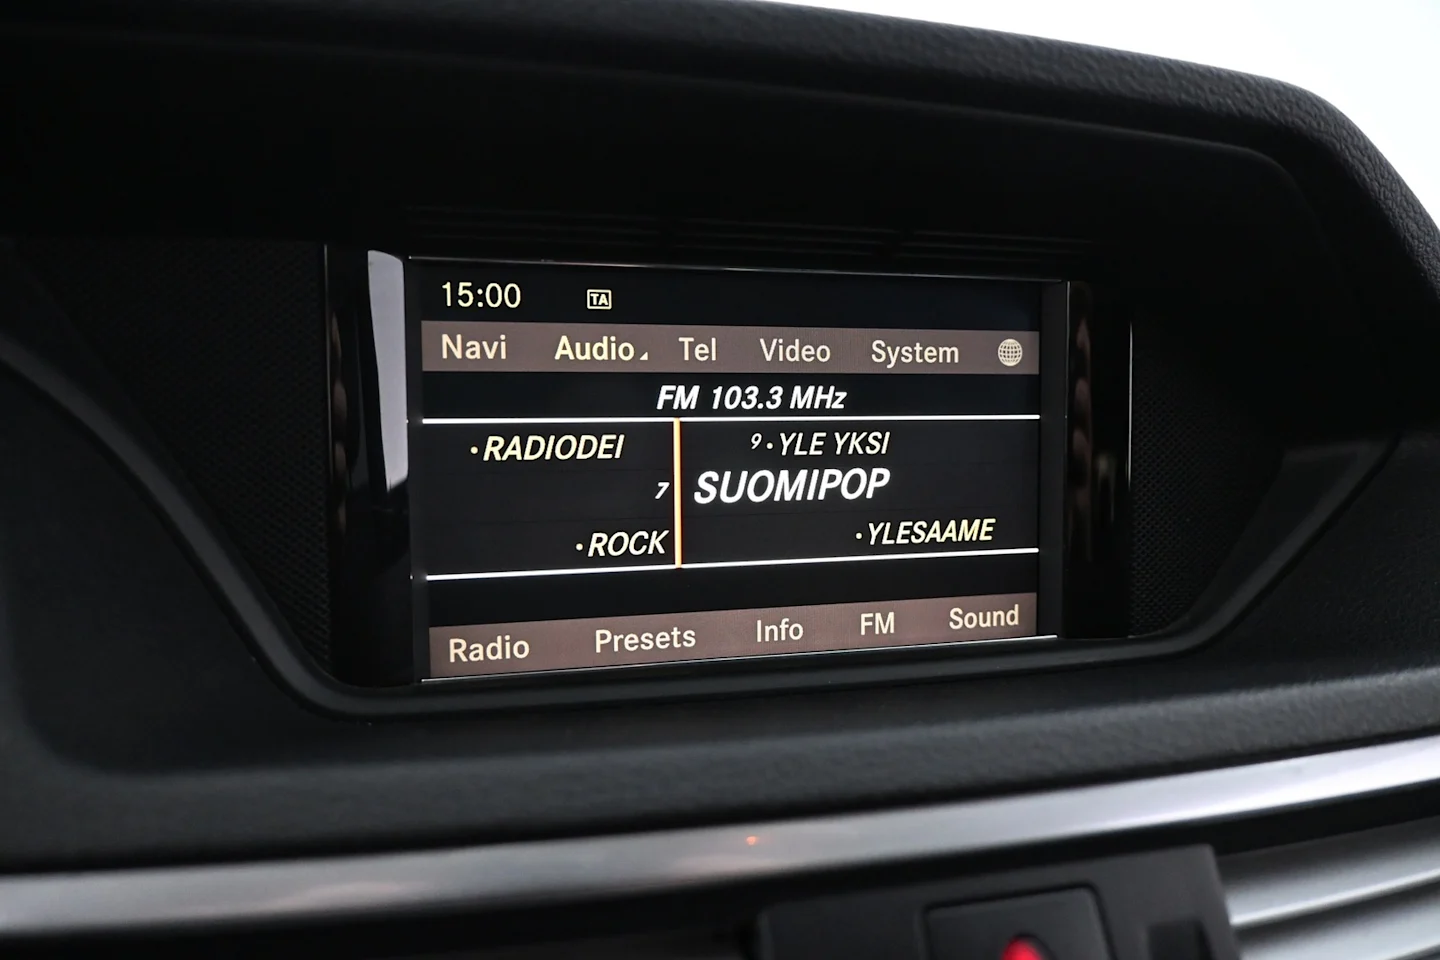 15:00 TA
Navi Audio Tel Video System
FM 103.3 MHz
·RADIODEI 9·YLE YKSI
7 SUOMIPOP
·ROCK ·YLESAAME
Radio Presets Info FM Sound